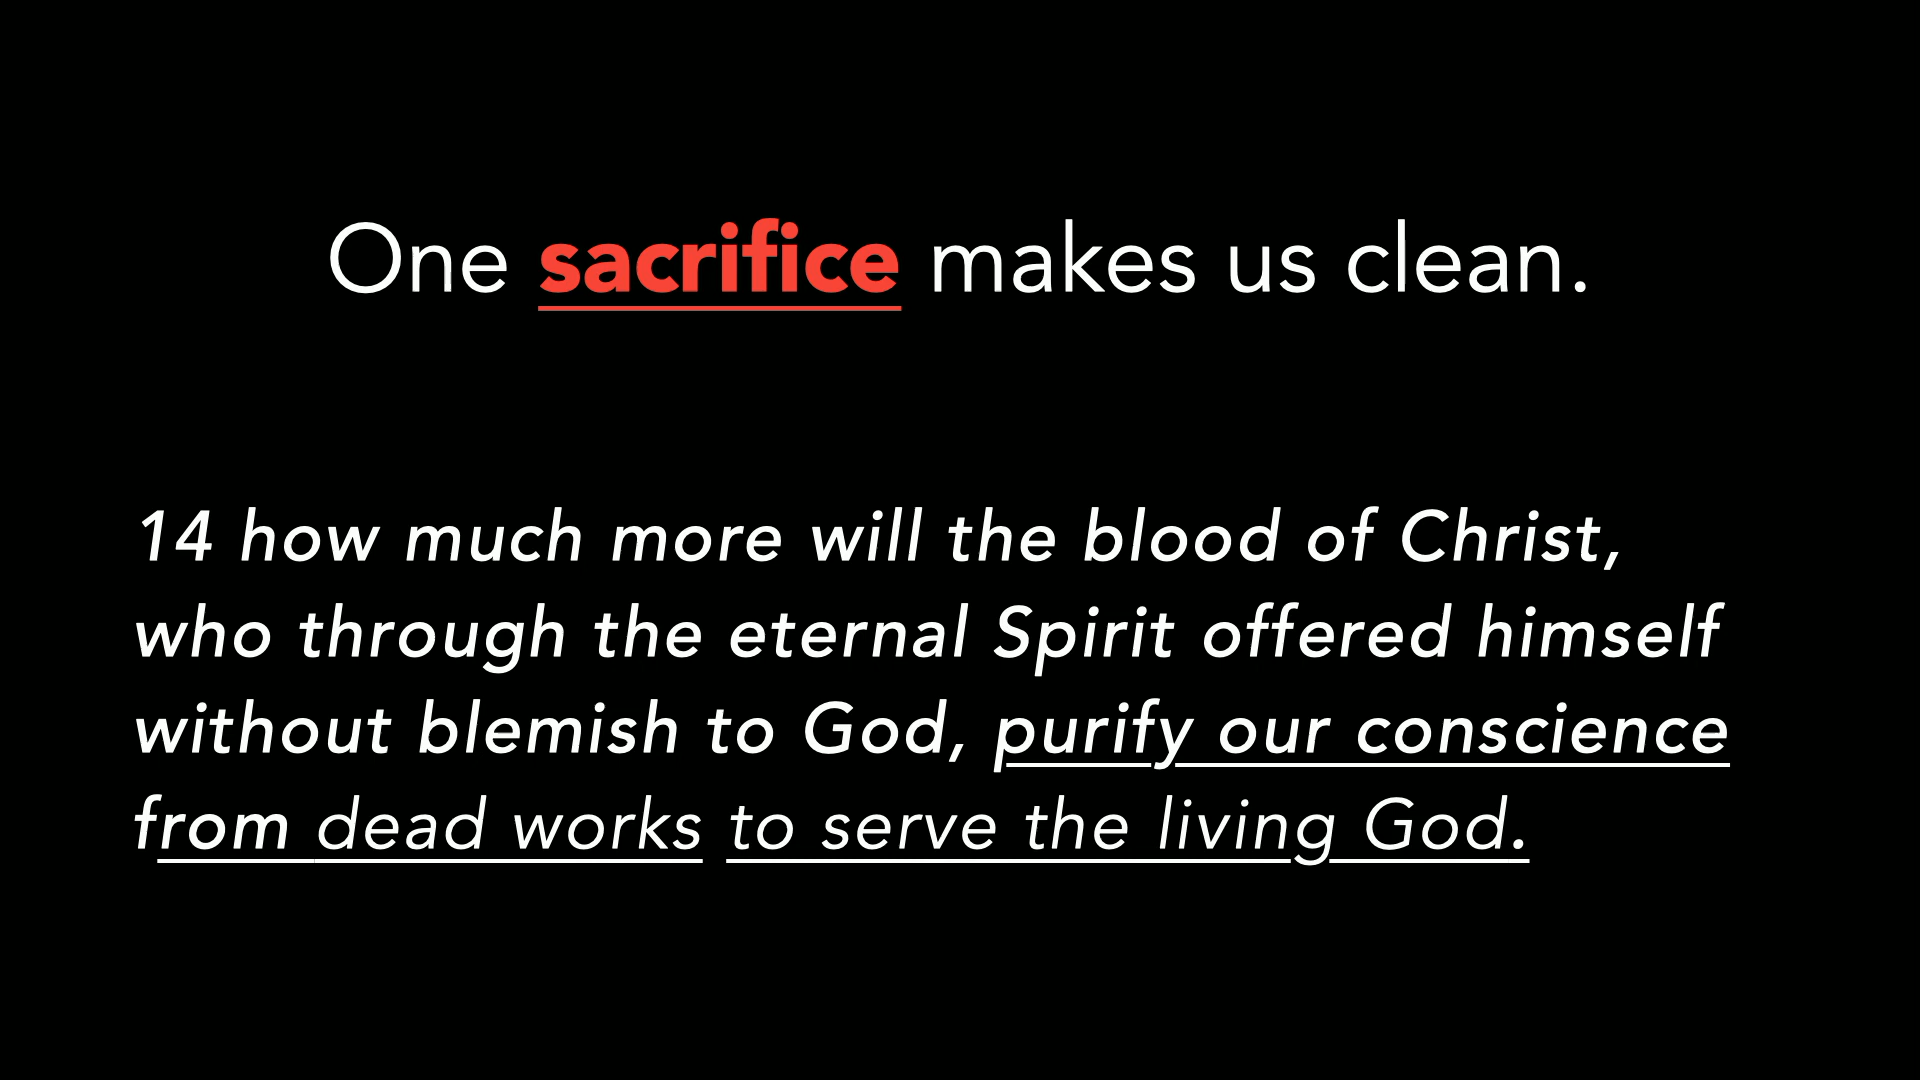 One sacrifice makes us clean.
14 how much more will the blood of Christ,
who through the eternal Spirit offered himself
without blemish to God, purify our conscience
from dead works to serve the living God.